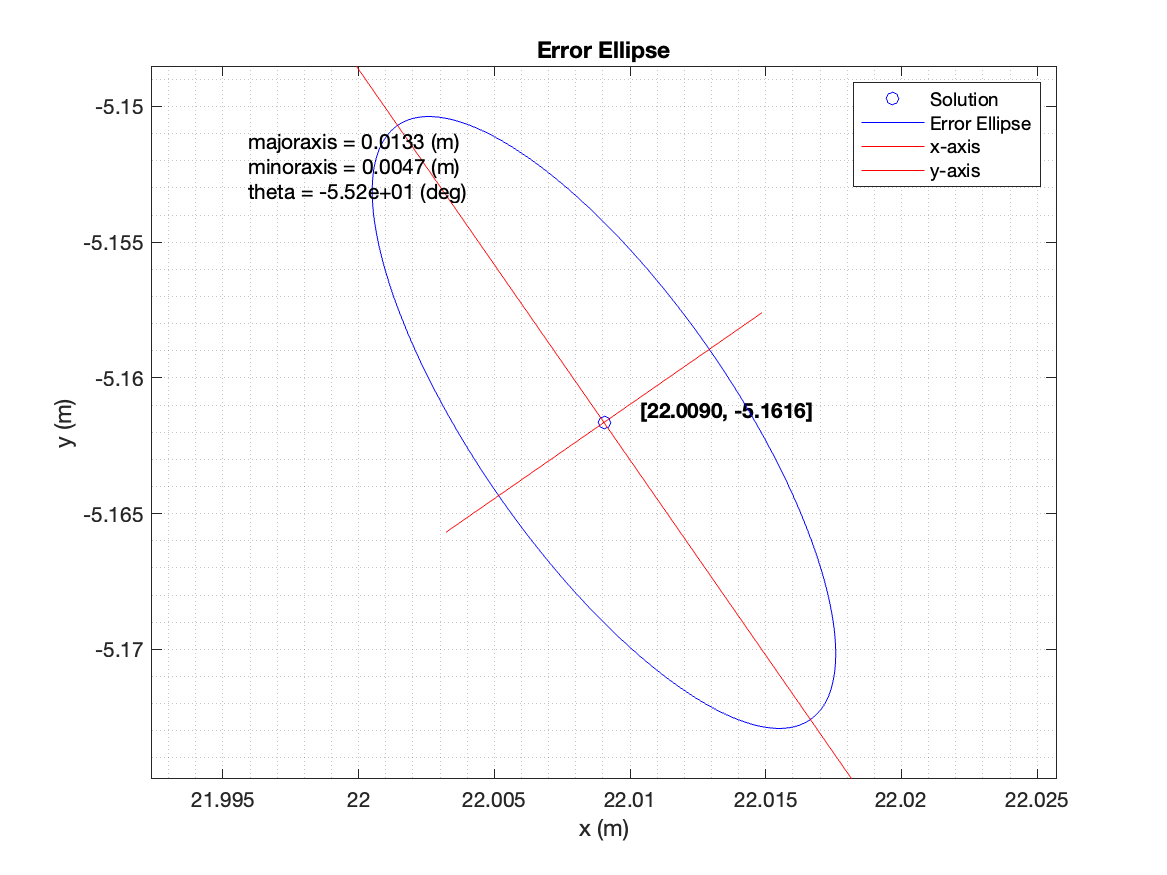 Error Ellipse
Solution
Error Ellipse
x-axis
y-axis
majoraxis = 0.0133 (m)
minoraxis = 0.0047 (m)
theta = -5.52e+01 (deg)
[22.0090, -5.1616]
-5.15
-5.155
-5.16
-5.165
-5.17
y (m)
21.995 22 22.005 22.01 22.015 22.02 22.025
x (m)